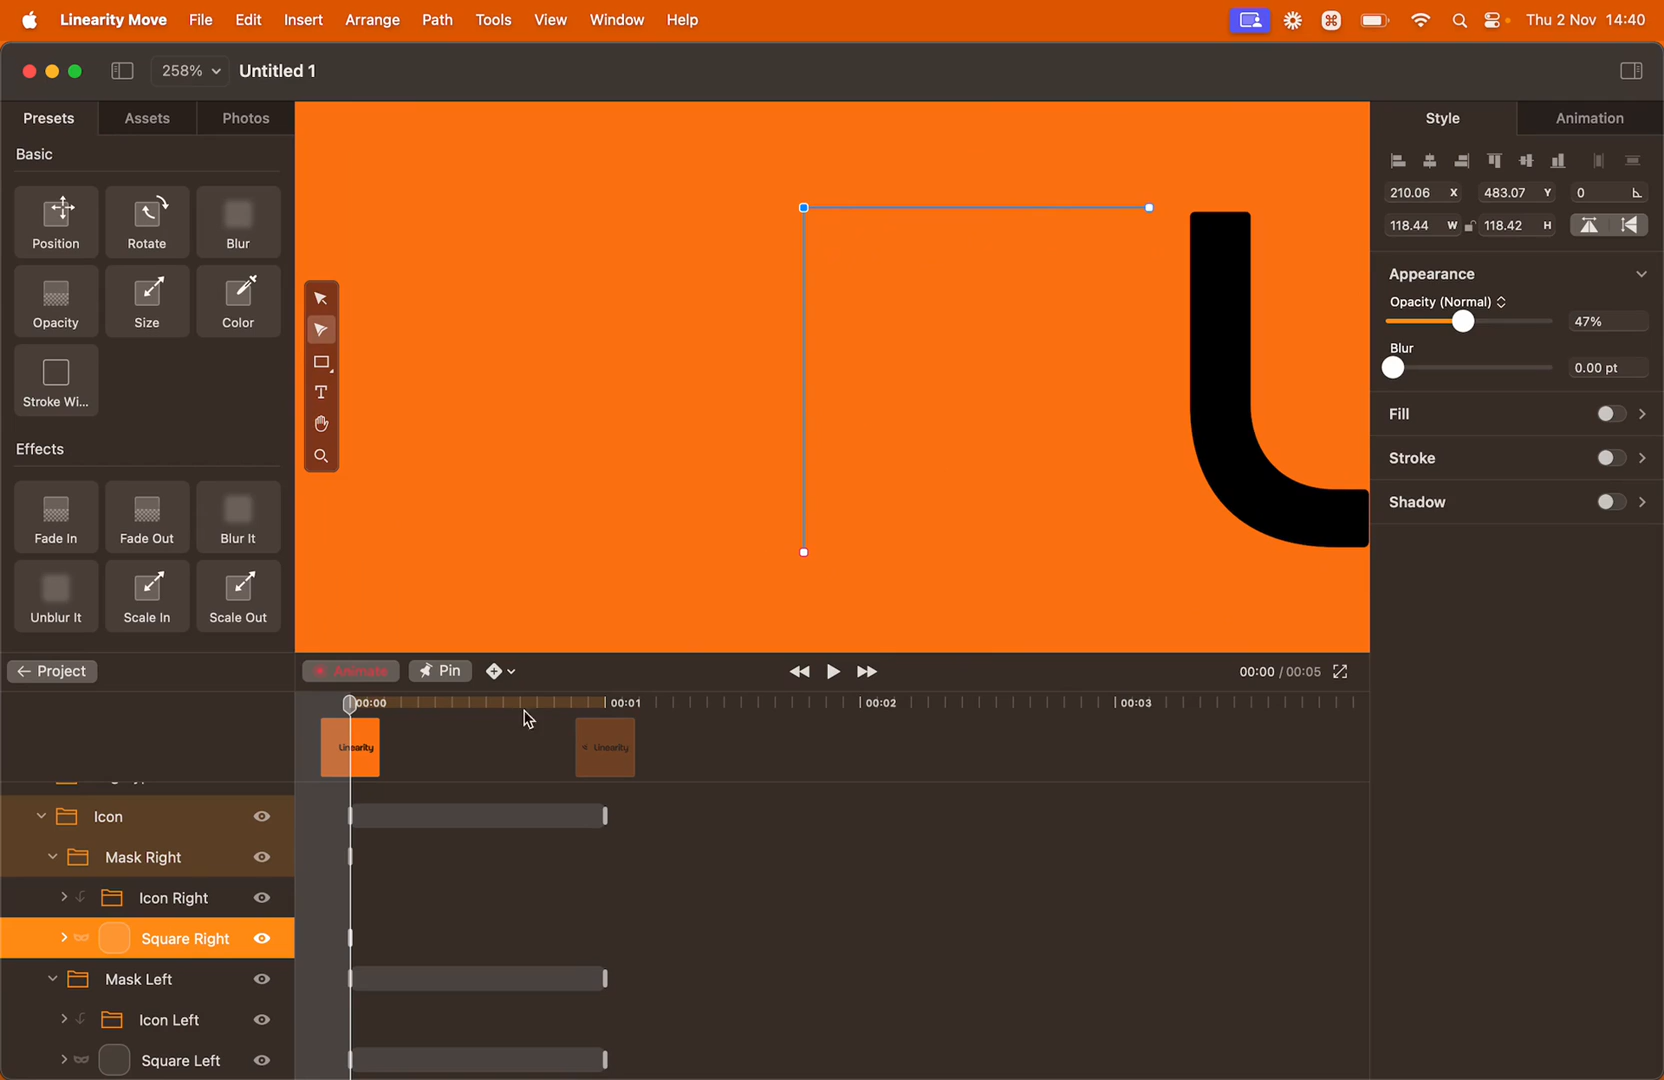 Linearity Move File Edit Insert Arrange Path Tools View Window Help Thu 2 Nov 14:40
258% Untitled 1
Presets Assets Photos
Basic
Position Rotate Blur
Opacity Size Color
Stroke Wi...
Effects
Fade In Fade Out Blur It
Unblur It Scale In Scale Out
T
Style Animation
210.06 X 483.07 Y 0
118.44 W 118.42 H
Appearance
Opacity (Normal)
47%
Blur
0.00 pt
Fill
Stroke
Shadow
← Project Animate Pin 00:00 / 00:05
00:00 00:01 00:02 00:03
Linearity Linearity
Icon
Mask Right
Icon Right
Square Right
Mask Left
Icon Left
Square Left